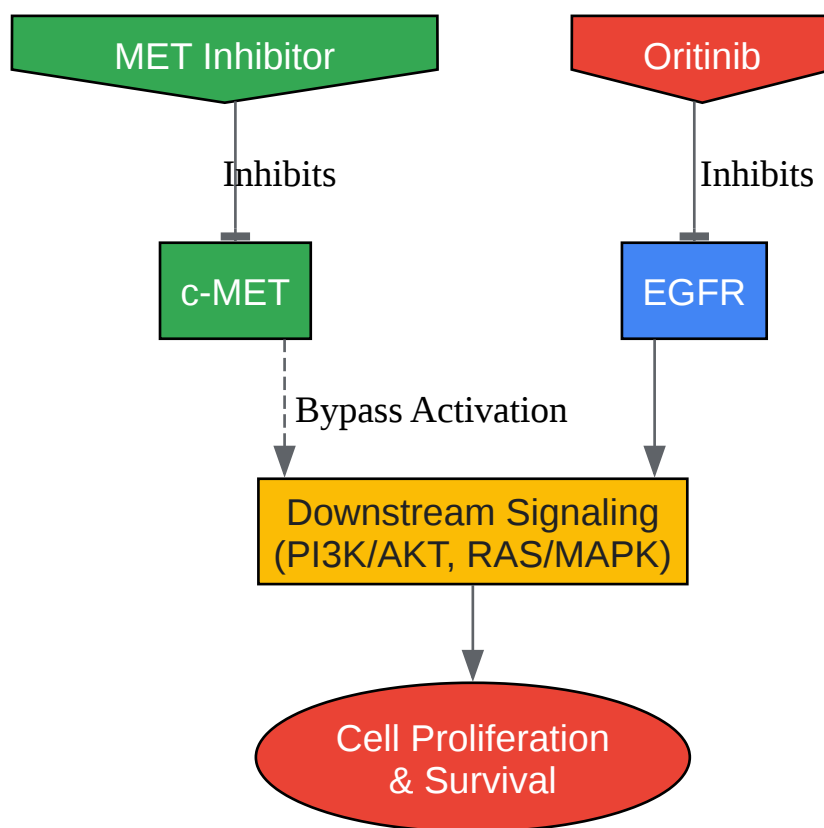 MET Inhibitor
Oritinib
Inhibits
Inhibits
c-MET
EGFR
Bypass Activation
Downstream Signaling
(PI3K/AKT, RAS/MAPK)
Cell Proliferation
& Survival